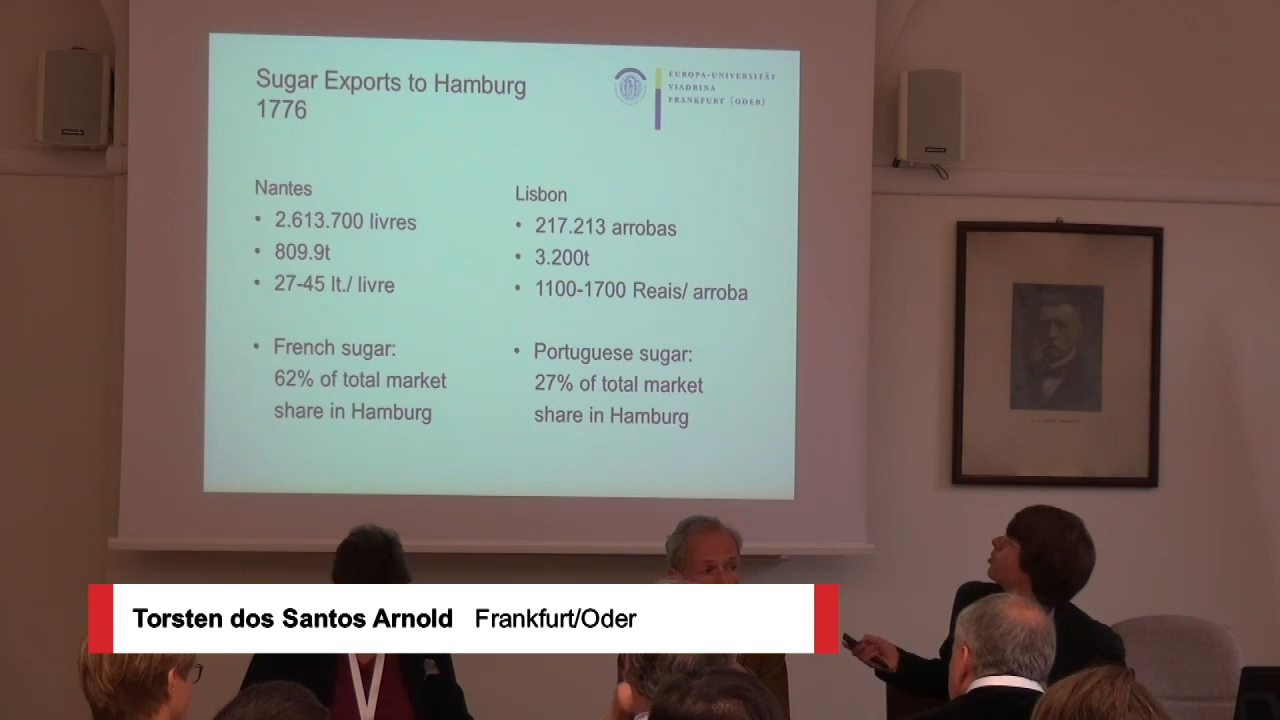 Sugar Exports to Hamburg
1776
EUROPA-UNIVERSITÄT
VIADRINA
FRANKFURT (ODER)
Nantes
• 2.613.700 livres
• 809.9t
• 27-45 lt./ livre
• French sugar:
62% of total market
share in Hamburg
Lisbon
• 217.213 arrobas
• 3.200t
• 1100-1700 Reais/ arroba
• Portuguese sugar:
27% of total market
share in Hamburg
Torsten dos Santos Arnold Frankfurt/Oder